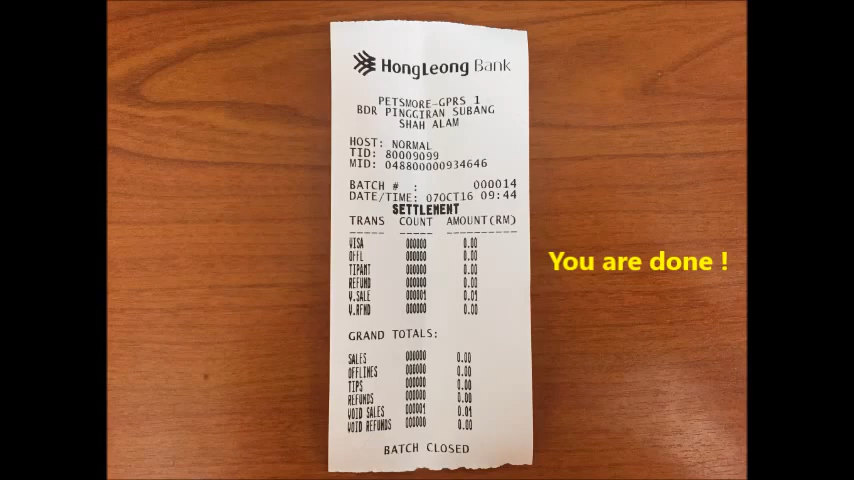 HongLeong Bank
PETSMORE-GPRS 1
BDR PINGGIRAN SUBANG
SHAH ALAM
HOST: NORMAL
TID: 80009099
MID: 048800000934646
BATCH # : 000014
DATE/TIME: 07OCT16 09:44
SETTLEMENT
TRANS COUNT AMOUNT(RM)
VISA 000000 0.00
OFFL 000000 0.00
TIPANT 000000 0.00
REFUND 000000 0.00
V.SALE 000001 0.01
V.RFND 000000 0.00
GRAND TOTALS:
SALES 000000 0.00
OFFLINES 000000 0.00
TIPS 000000 0.00
REFUNDS 000000 0.00
VOID SALES 000001 0.01
VOID REFUNDS 000000 0.00
BATCH CLOSED
You are done !